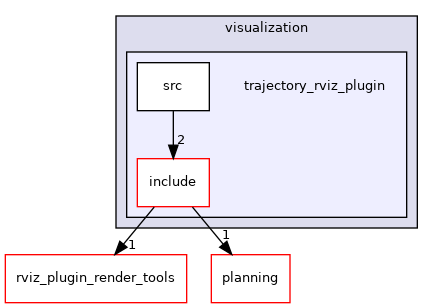 visualization
src
trajectory_rviz_plugin
2
include
1
1
rviz_plugin_render_tools
planning